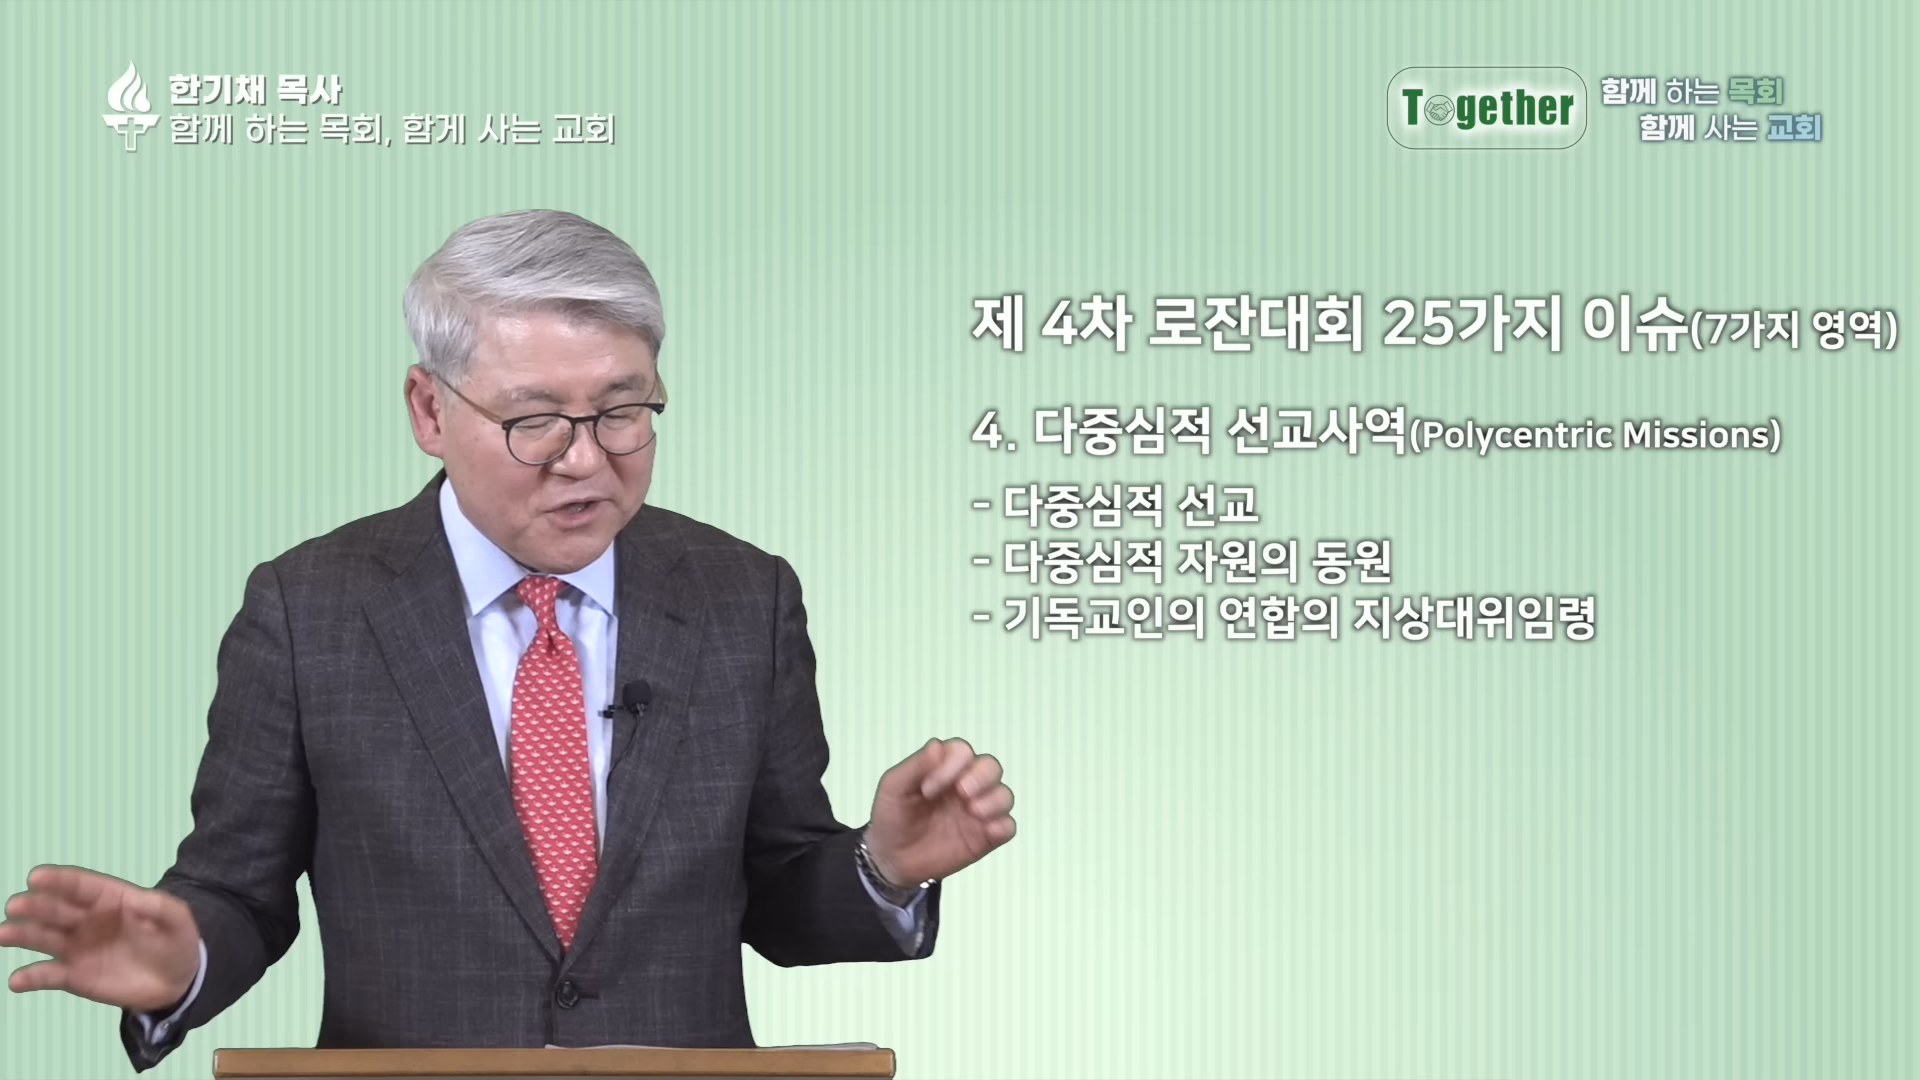 한기채 목사
함께 하는 목회, 함게 사는 교회
Together
함께 하는 목회
함께 사는 교회
제 4차 로잔대회 25가지 이슈(7가지 영역)
4. 다중심적 선교사역(Polycentric Missions)
- 다중심적 선교
- 다중심적 자원의 동원
- 기독교인의 연합의 지상대위임령